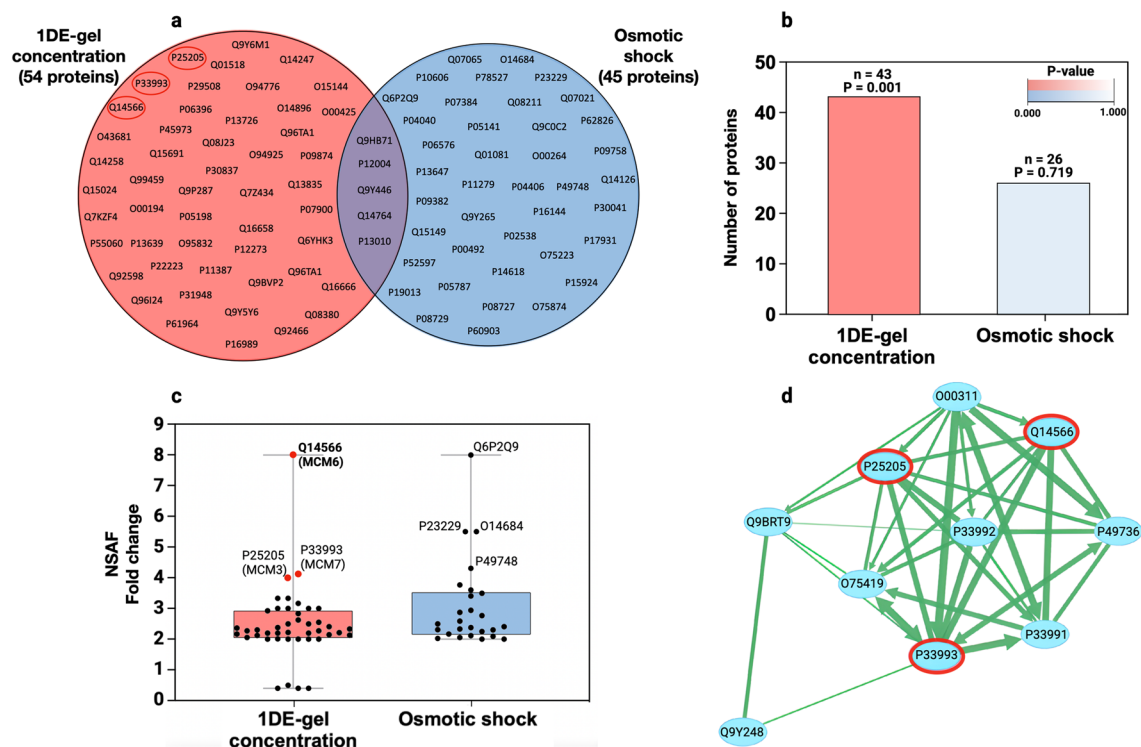 a
1DE-gel
concentration
(54 proteins)
Osmotic
shock
(45 proteins)
Q9Y6M1
P25205
Q01518
Q14247
P33993
P29508
O94776
O15144
Q14566
P06396
O14896
O00425
O43681
P45973
P13726
Q96TA1
Q08J23
Q14258
Q15691
O94925
P09874
P30837
Q15024
Q99459
Q9P287
Q7Z434
Q13835
Q7KZF4
O00194
P05198
P07900
Q16658
P55060
P13639
O95832
P12273
Q6YHK3
Q92598
P22223
P11387
Q96TA1
Q9BVP2
Q16666
Q96I24
P31948
Q9Y5Y6
Q08380
P61964
Q92466
P16989
Q9HB71
P12004
Q9Y446
Q14764
P13010
Q07065
O14684
P10606
P78527
P23229
Q6P2Q9
P07384
Q08211
Q07021
P04040
P05141
Q9C0C2
P62826
P06576
Q01081
O00264
P09758
P13647
P11279
P04406
P49748
Q14126
P09382
Q9Y265
P16144
P30041
Q15149
P02538
P17931
P00492
O75223
P52597
P14618
P15924
P19013
P05787
P08727
O75874
P08729
P60903
b
Number of proteins
50
40
30
20
10
0
n = 43
P = 0.001
n = 26
P = 0.719
P-value
0.000
1.000
1DE-gel
concentration
Osmotic shock
c
NSAF
Fold change
9
8
7
6
5
4
3
2
1
0
Q14566
(MCM6)
P25205
(MCM3)
P33993
(MCM7)
Q6P2Q9
P23229
O14684
P49748
1DE-gel
concentration
Osmotic shock
d
O00311
Q14566
P25205
Q9BRT9
P33992
P49736
O75419
P33991
P33993
Q9Y248